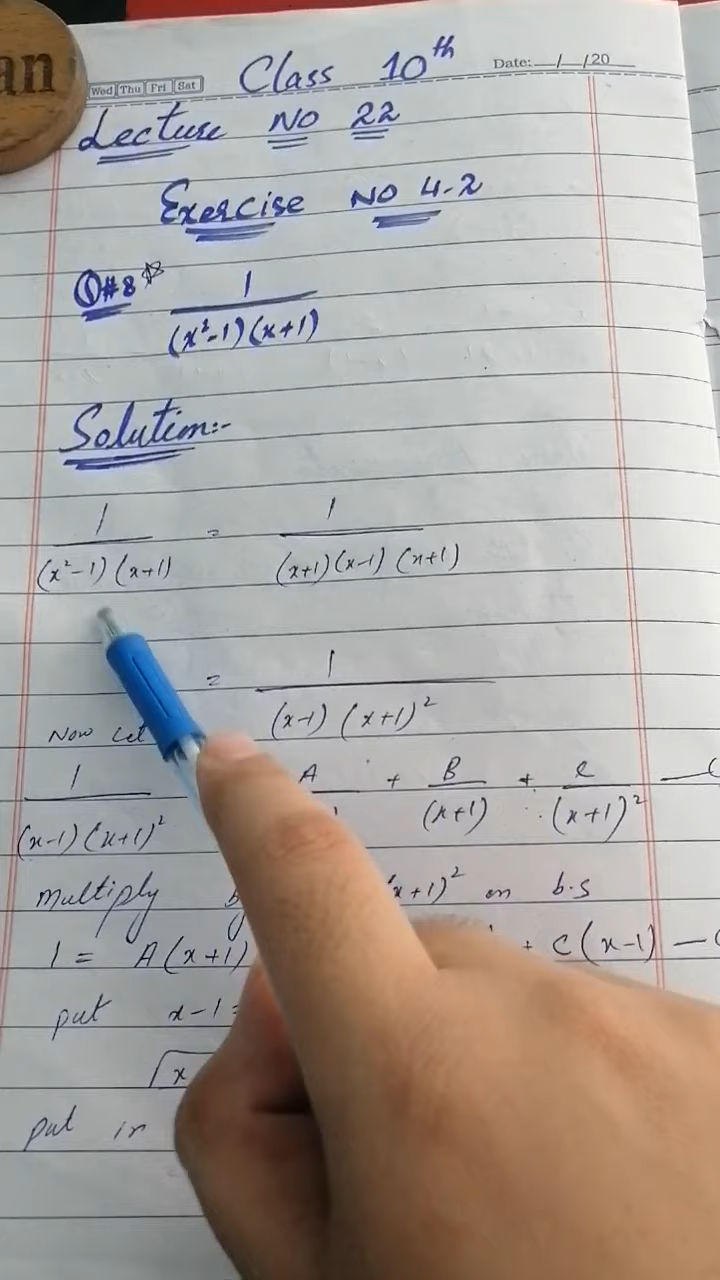 an
Wed Thu Fri Sat
Class 10th
Date: / /20
Lecture No 22
Exercise No 4.2
Q#8
1
(x²-1)(x+1)
Solution:-
1 = 1
(x²-1)(x+1) (x+1)(x-1)(x+1)
= 1
(x-1)(x+1)²
Now Let
1 A + B + C
(x-1)(x+1)² (x+1) (x+1)²
multiply x+1)² on b.s
1 = A(x+1) + C(x-1)
put x-1=
x
put in